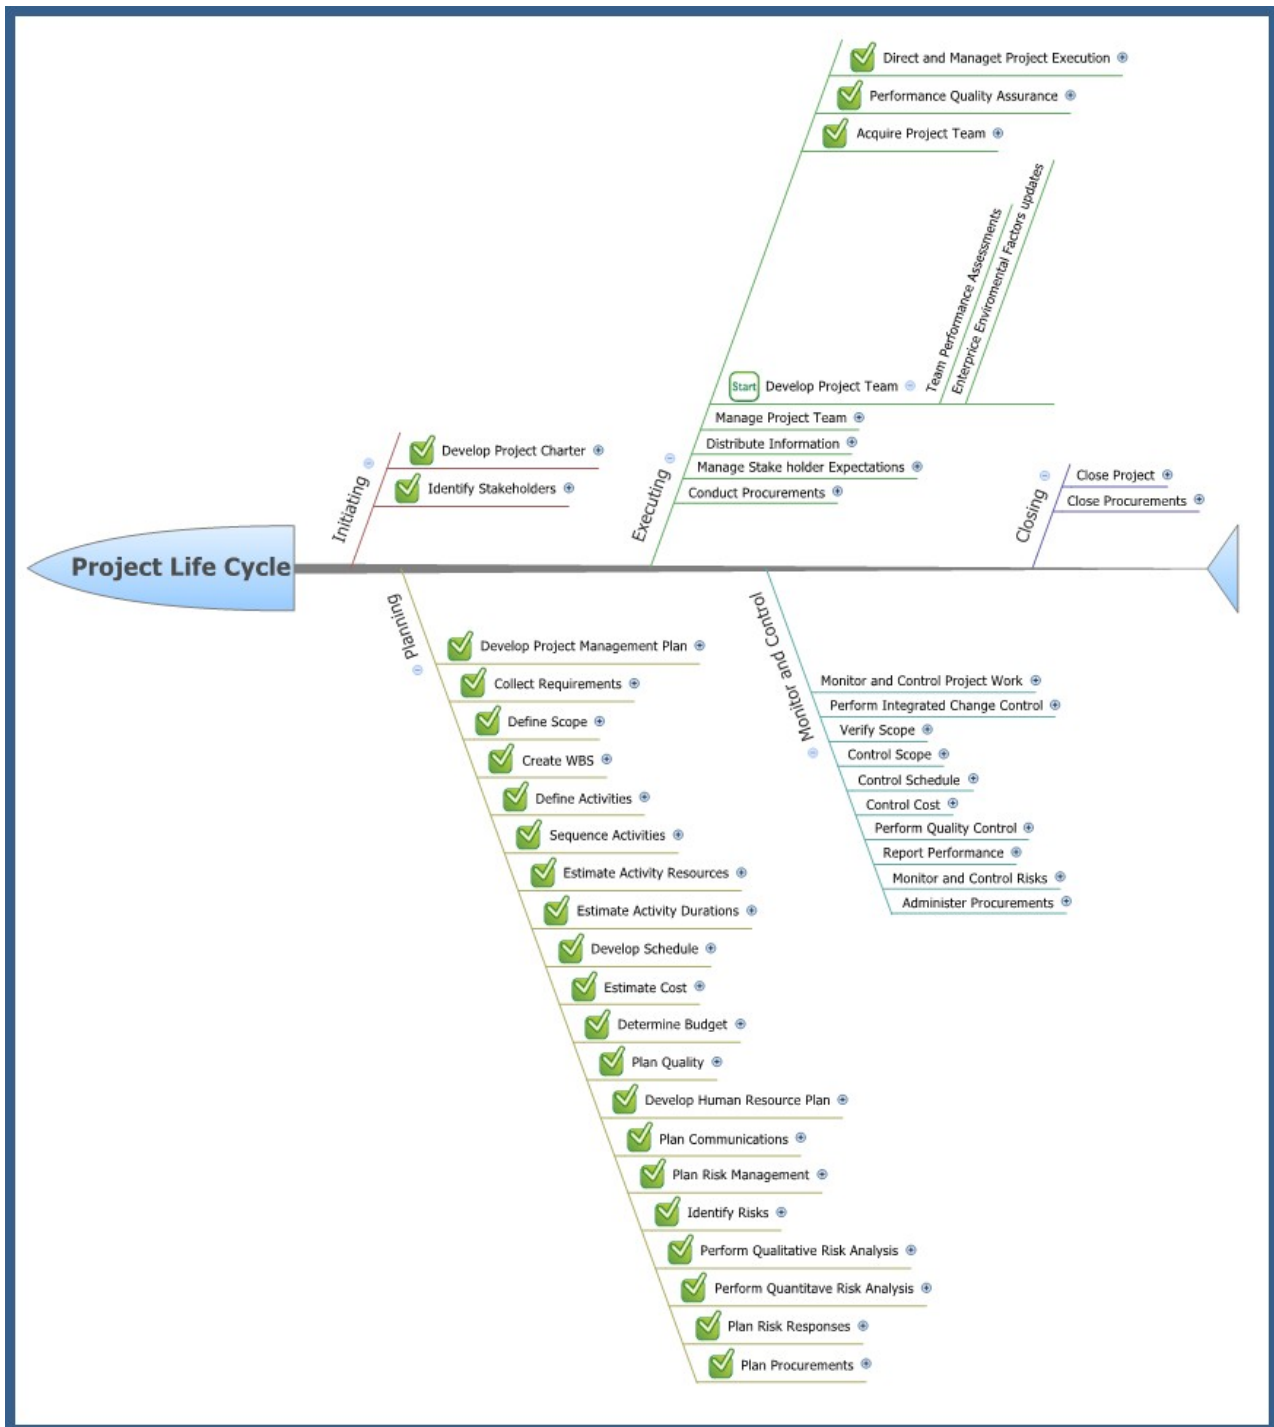 Project Life Cycle
Initiating
Develop Project Charter
Identify Stakeholders
Planning
Develop Project Management Plan
Collect Requirements
Define Scope
Create WBS
Define Activities
Sequence Activities
Estimate Activity Resources
Estimate Activity Durations
Develop Schedule
Estimate Cost
Determine Budget
Plan Quality
Develop Human Resource Plan
Plan Communications
Plan Risk Management
Identify Risks
Perform Qualitative Risk Analysis
Perform Quantitave Risk Analysis
Plan Risk Responses
Plan Procurements
Executing
Direct and Managet Project Execution
Performance Quality Assurance
Acquire Project Team
Start
Develop Project Team
Team Performance Assessments
Enterprice Enviromental Factors updates
Manage Project Team
Distribute Information
Manage Stake holder Expectations
Conduct Procurements
Monitor and Control
Monitor and Control Project Work
Perform Integrated Change Control
Verify Scope
Control Scope
Control Schedule
Control Cost
Perform Quality Control
Report Performance
Monitor and Control Risks
Administer Procurements
Closing
Close Project
Close Procurements